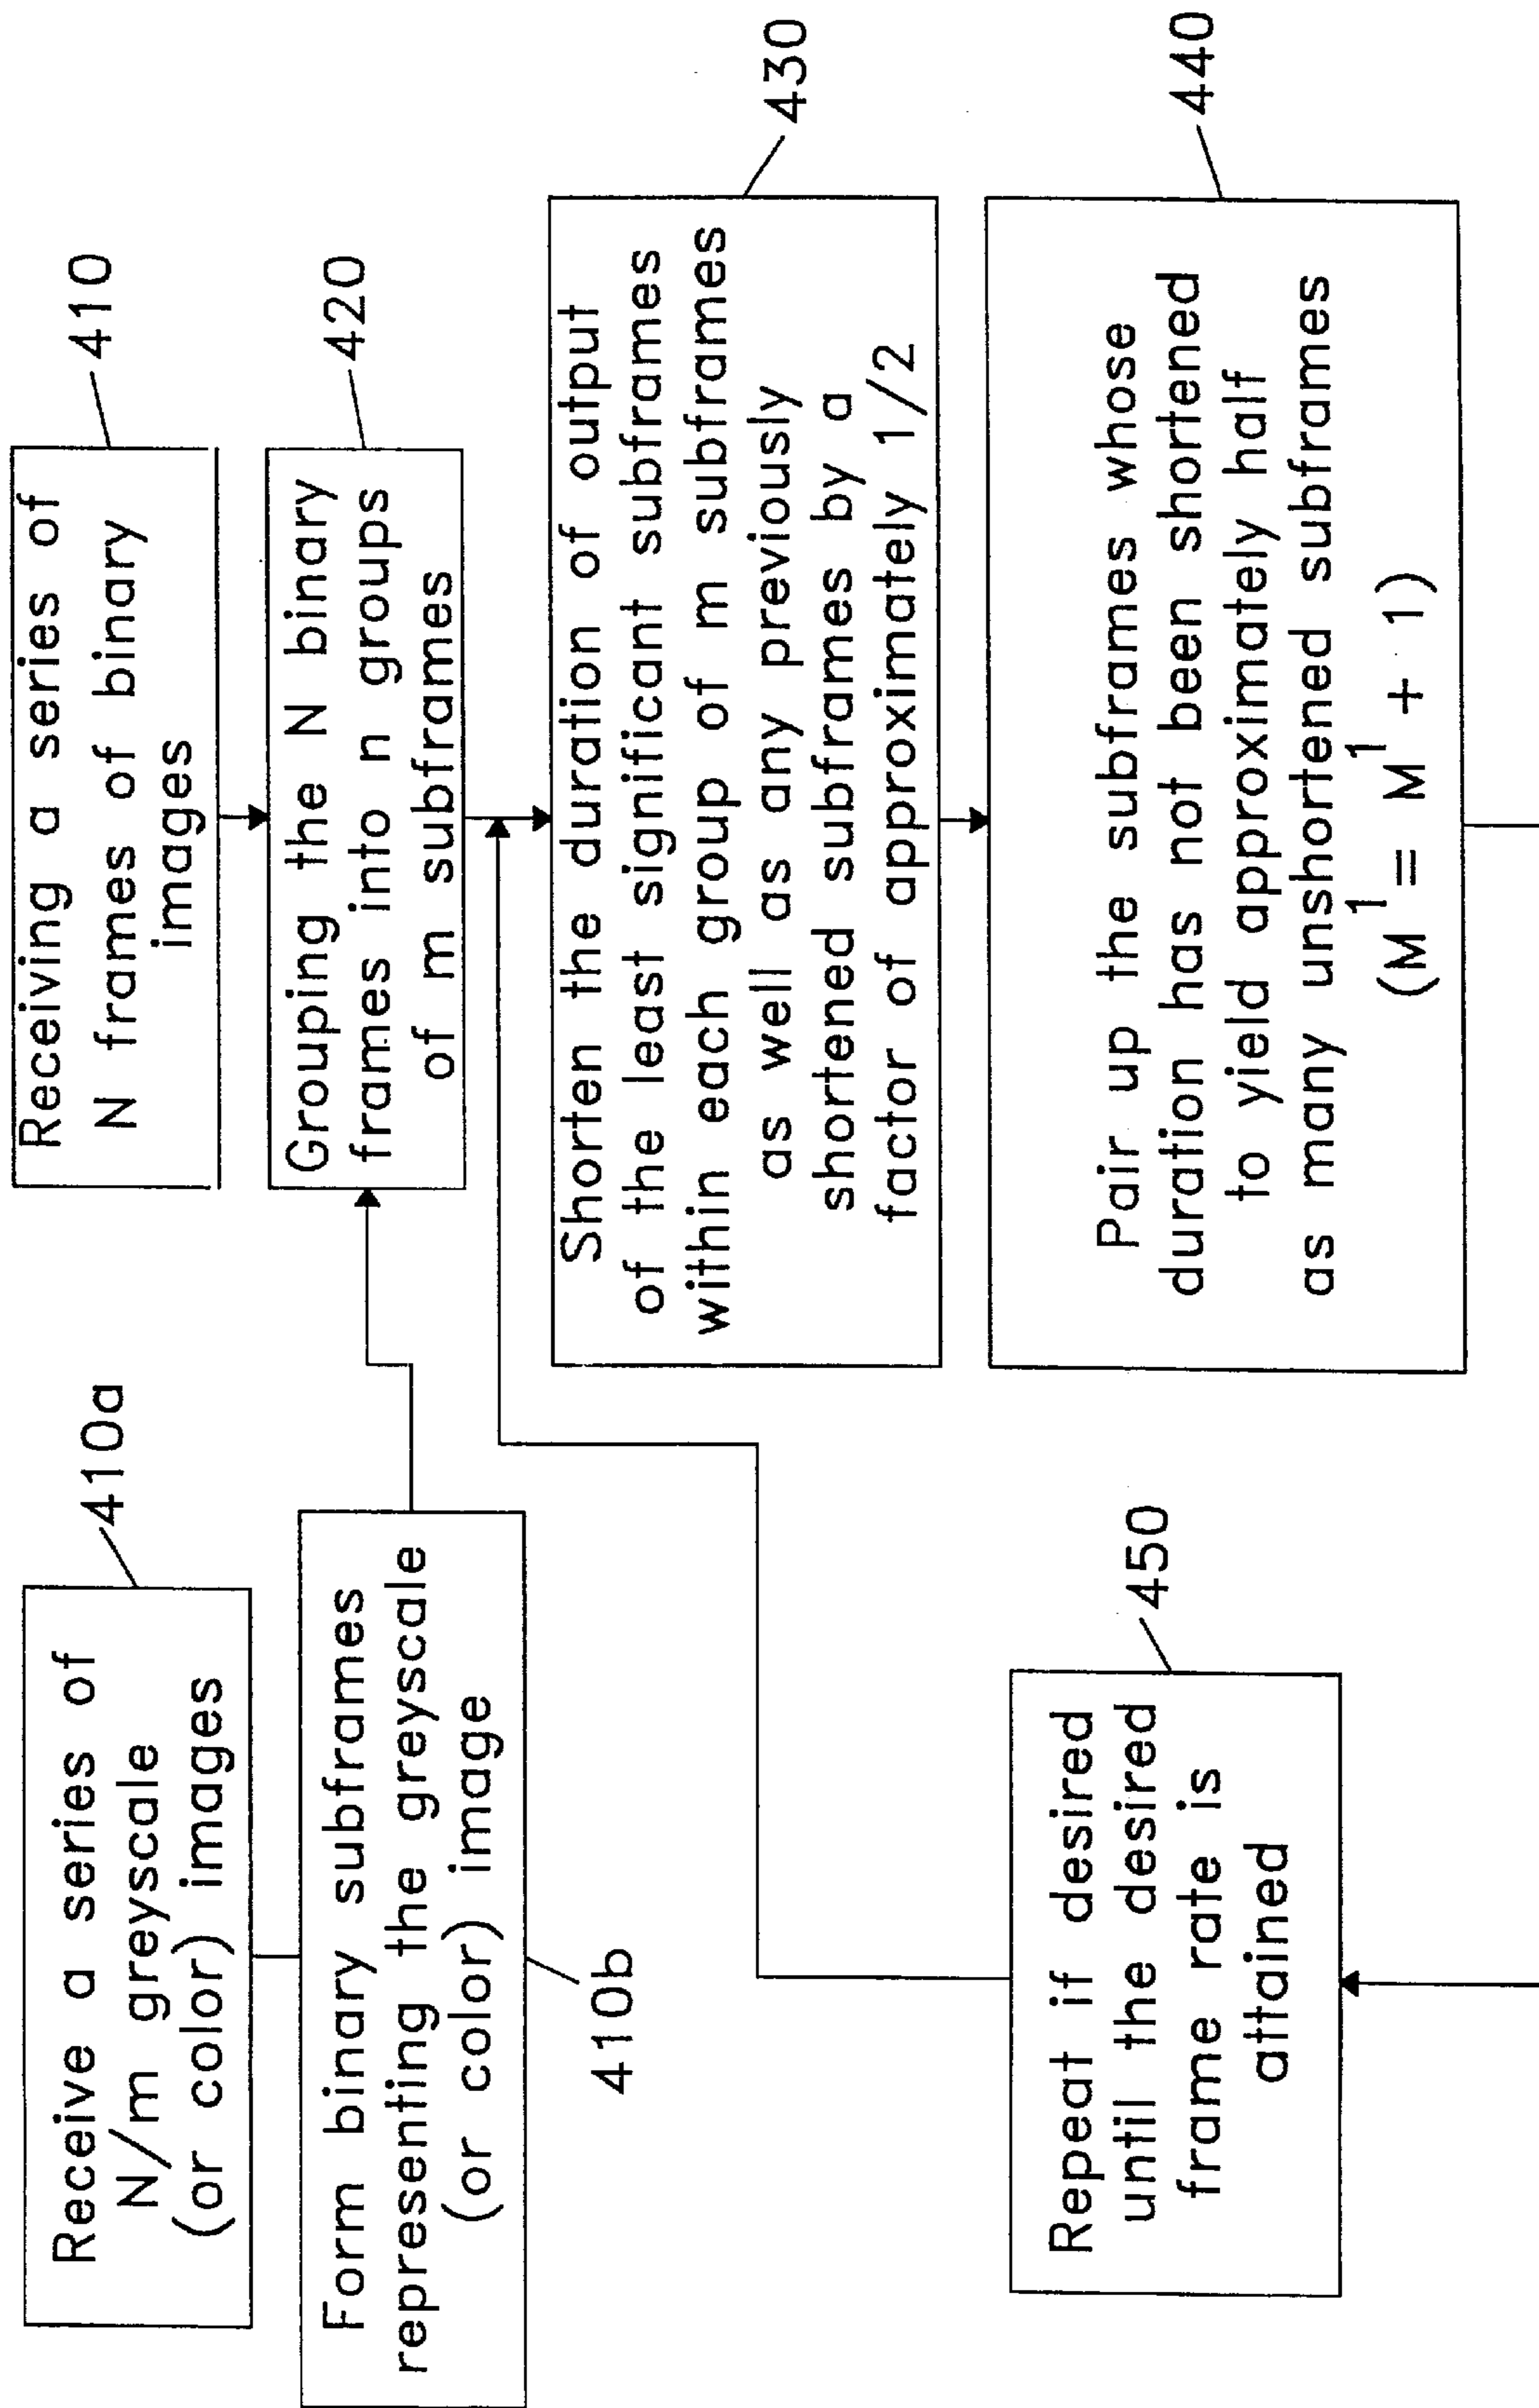 Receive a series of
N/m greyscale
(or color) images
410a
Form binary subframes
representing the greyscale
(or color) image
410b
Receiving a series of
N frames of binary
images
410
Grouping the N binary
frames into n groups
of m subframes
420
Shorten the duration of output
of the least significant subframes
within each group of m subframes
as well as any previously
shortened subframes by a
factor of approximately 1/2
430
Pair up the subframes whose
duration has not been shortened
to yield approximately half
as many unshortened subframes
(M¹ = M¹ + 1)
440
Repeat if desired
until the desired
frame rate is
attained
450